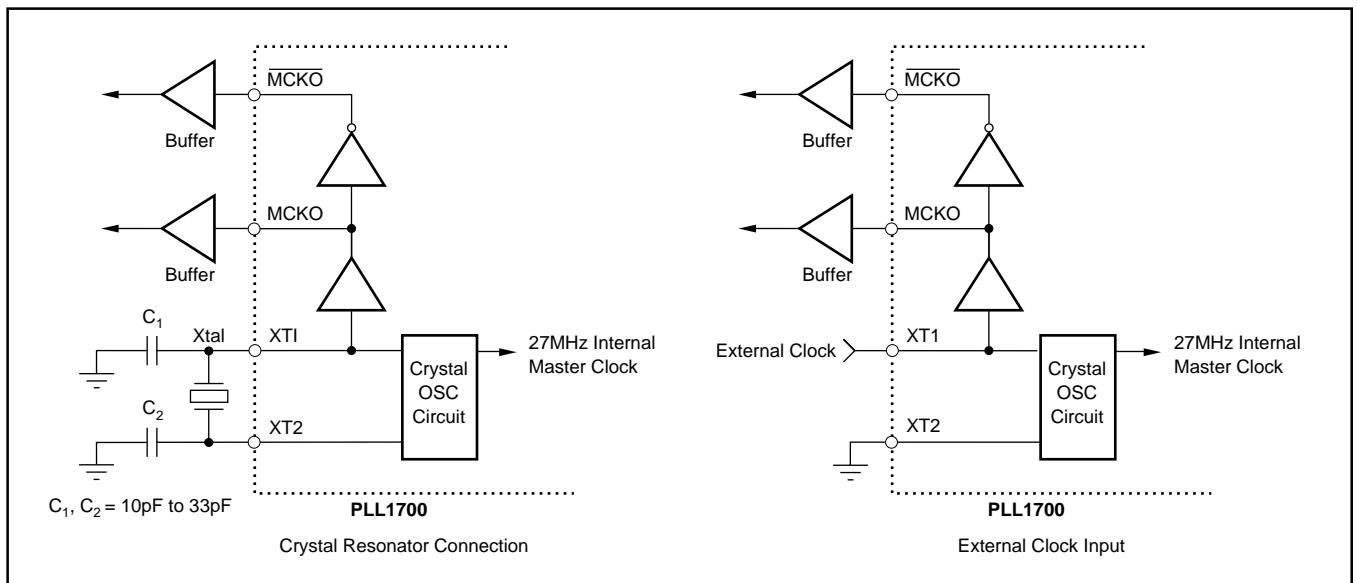 MCKO
Buffer
MCKO
Buffer
C1
Xtal
XTI
27MHz Internal
Master Clock
Crystal
OSC
Circuit
C2
XT2
C1, C2 = 10pF to 33pF
PLL1700
Crystal Resonator Connection
MCKO
Buffer
MCKO
Buffer
External Clock
XT1
27MHz Internal
Master Clock
Crystal
OSC
Circuit
XT2
PLL1700
External Clock Input